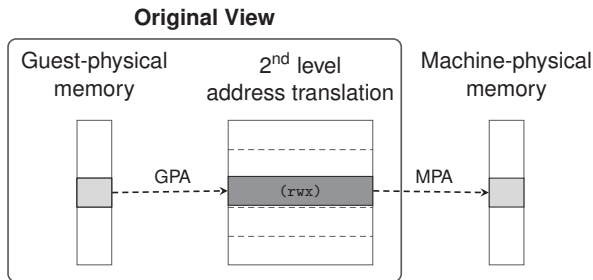 Original View
Guest-physical
memory
2nd level
address translation
Machine-physical
memory
GPA
(rwx)
MPA